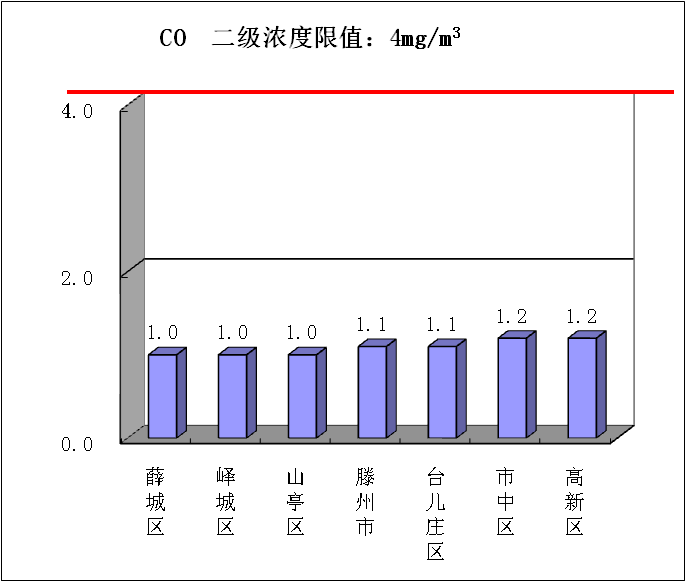 CO 二级浓度限值：4mg/m³
4.0
2.0
0.0
1.0
1.0
1.0
1.1
1.1
1.2
1.2
薛城区
峄城区
山亭区
滕州市
台儿庄区
市中区
高新区